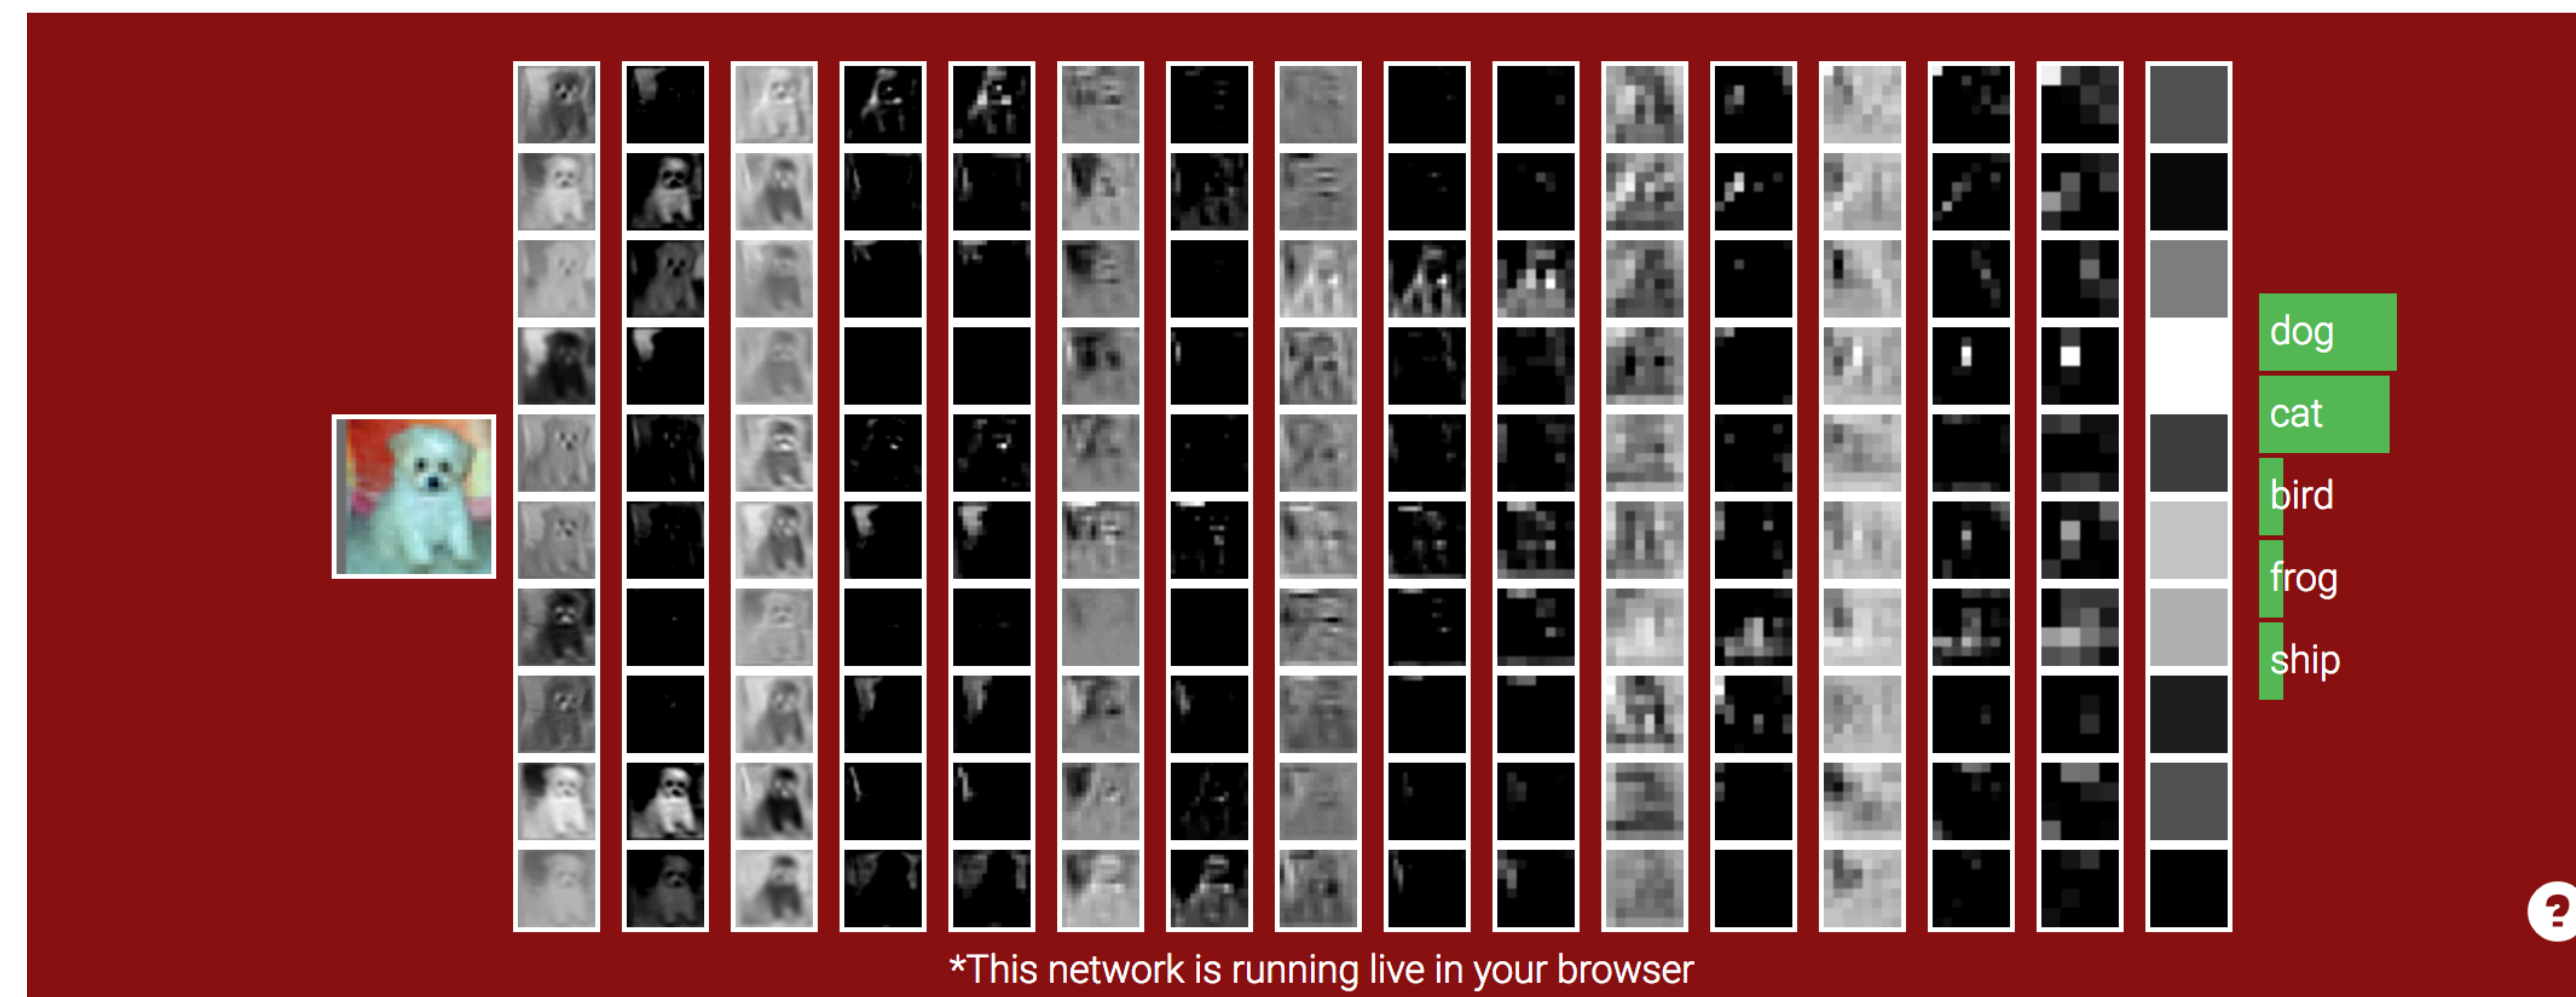 dog
cat
bird
frog
ship
?
*This network is running live in your browser